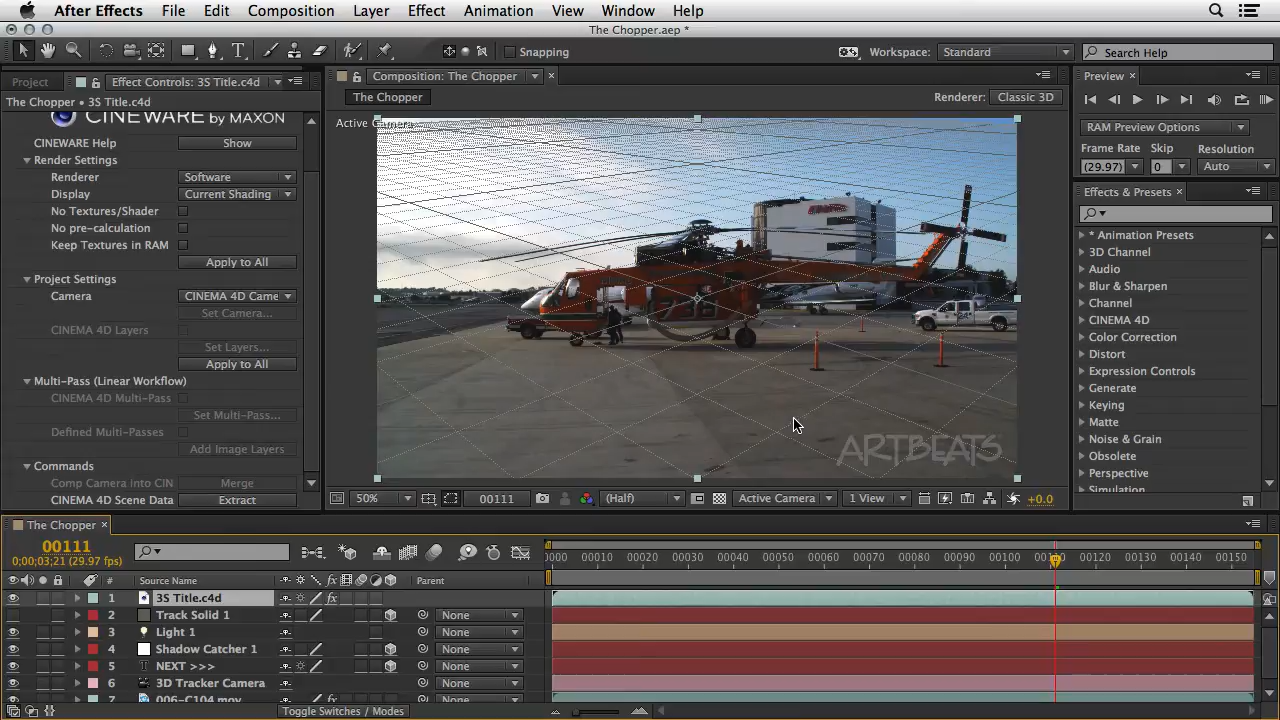 After Effects File Edit Composition Layer Effect Animation View Window Help
The Chopper.aep *
T Snapping Workspace: Standard Search Help
Project Effect Controls: 3S Title.c4d
The Chopper • 3S Title.c4d
CINEWARE by MAXON
CINEWARE Help Show
Render Settings
Renderer Software
Display Current Shading
No Textures/Shader
No pre-calculation
Keep Textures in RAM
Apply to All
Project Settings
Camera CINEMA 4D Came
Set Camera...
CINEMA 4D Layers
Set Layers...
Apply to All
Multi-Pass (Linear Workflow)
CINEMA 4D Multi-Pass
Set Multi-Pass...
Defined Multi-Passes
Add Image Layers
Commands
Comp Camera Into CIN Merge
CINEMA 4D Scene Data Extract
Composition: The Chopper
The Chopper Renderer: Classic 3D
Active Camera
ARTBEATS
50% 00111 (Half) Active Camera 1 View +0.0
Preview
RAM Preview Options
Frame Rate Skip Resolution
(29.97) 0 Auto
Effects & Presets
* Animation Presets
3D Channel
Audio
Blur & Sharpen
Channel
CINEMA 4D
Color Correction
Distort
Expression Controls
Generate
Keying
Matte
Noise & Grain
Obsolete
Perspective
Simulation
The Chopper
00111
0;00;03;21 (29.97 fps)
0000 00010 00020 00030 00040 00050 00060 00070 00080 00090 00100 00110 00120 00130 00140 00150
# Source Name Parent
1 3S Title.c4d
2 Track Solid 1 None
3 Light 1 None
4 Shadow Catcher 1 None
5 T NEXT >>> None
6 3D Tracker Camera None
7 006-C104.mov None
Toggle Switches / Modes